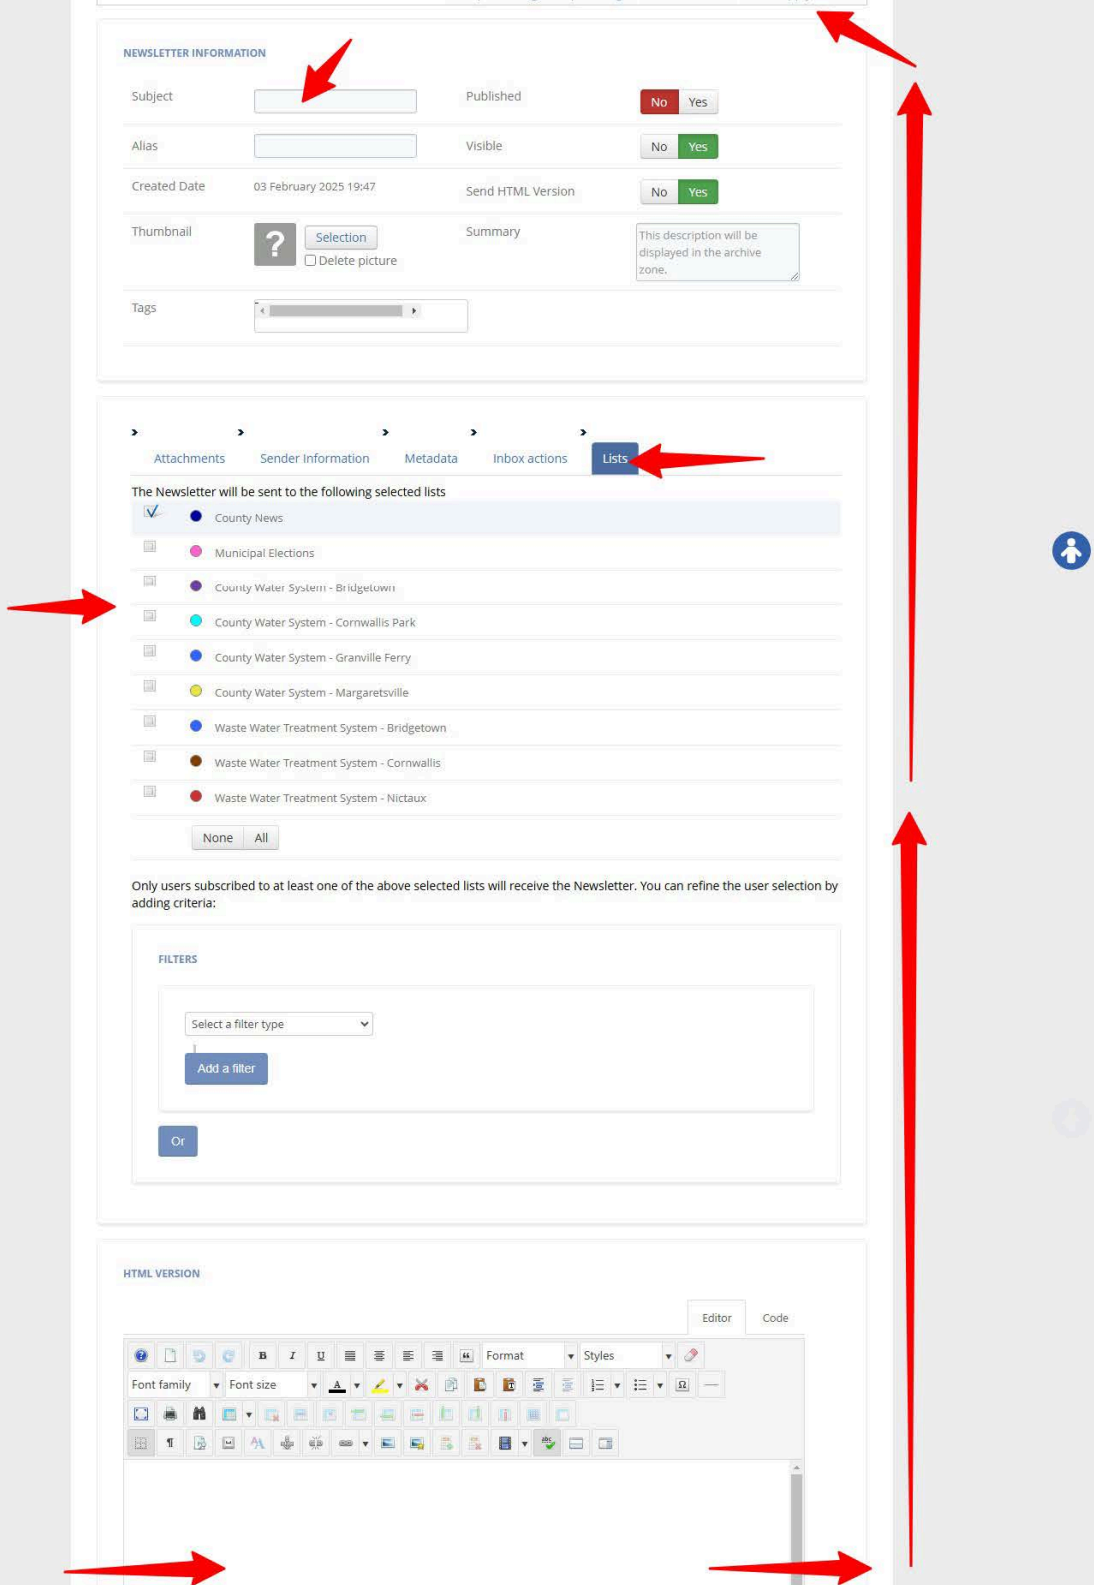 NEWSLETTER INFORMATION
Subject
Published
No Yes
Alias
Visible
No Yes
Created Date
03 February 2025 19:47
Send HTML Version
No Yes
Thumbnail
?
Selection
Delete picture
Summary
This description will be
displayed in the archive
zone.
Tags
Attachments
Sender Information
Metadata
Inbox actions
Lists
The Newsletter will be sent to the following selected lists
County News
Municipal Elections
County Water System - Bridgetown
County Water System - Cornwallis Park
County Water System - Granville Ferry
County Water System - Margaretsville
Waste Water Treatment System - Bridgetown
Waste Water Treatment System - Cornwallis
Waste Water Treatment System - Nictaux
None All
Only users subscribed to at least one of the above selected lists will receive the Newsletter. You can refine the user selection by
adding criteria:
FILTERS
Select a filter type
Add a filter
Or
HTML VERSION
Editor Code
B I U Format Styles
Font family Font size A Ω